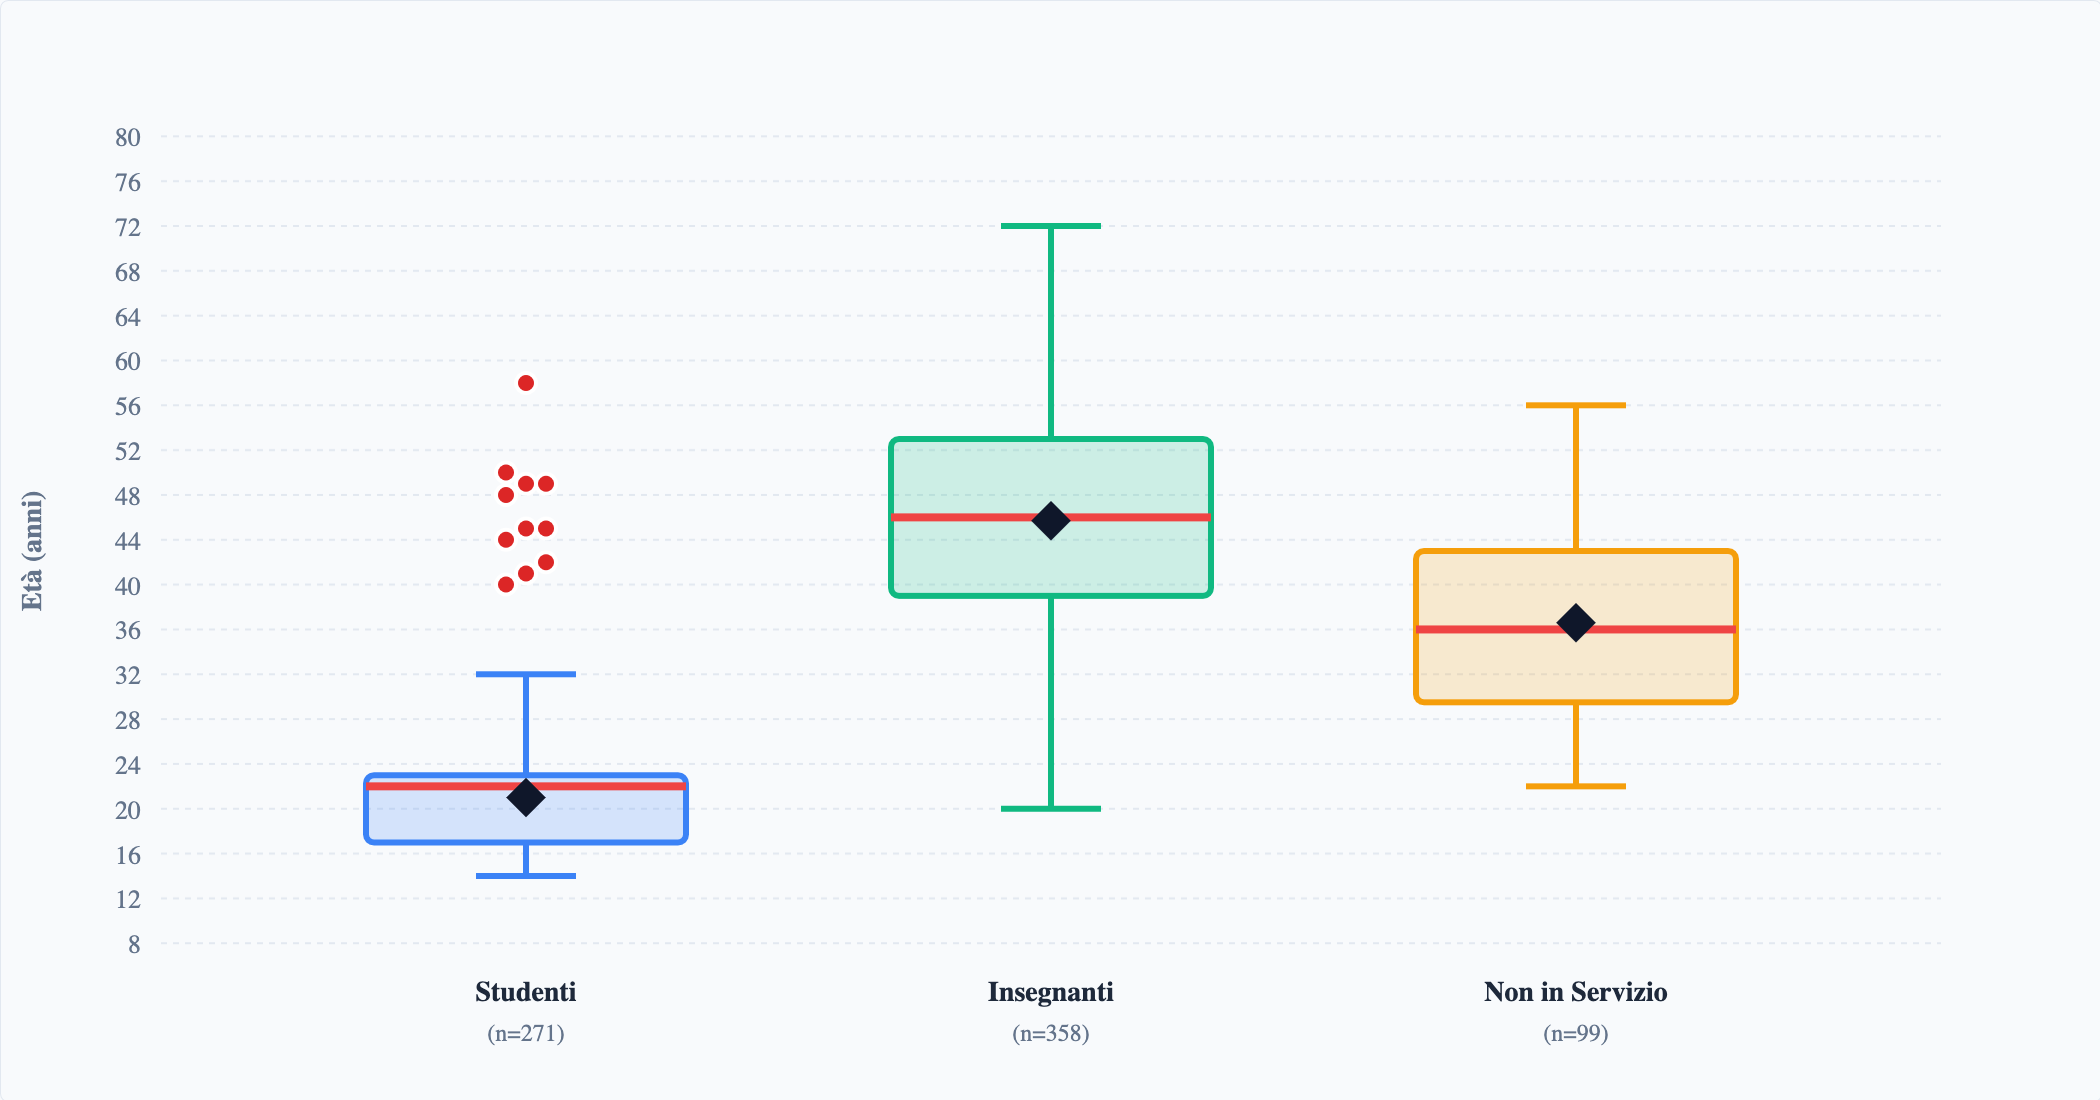 80
76
72
68
64
60
56
52
48
44
40
36
32
28
24
20
16
12
8
Età (anni)
Studenti
(n=271)
Insegnanti
(n=358)
Non in Servizio
(n=99)